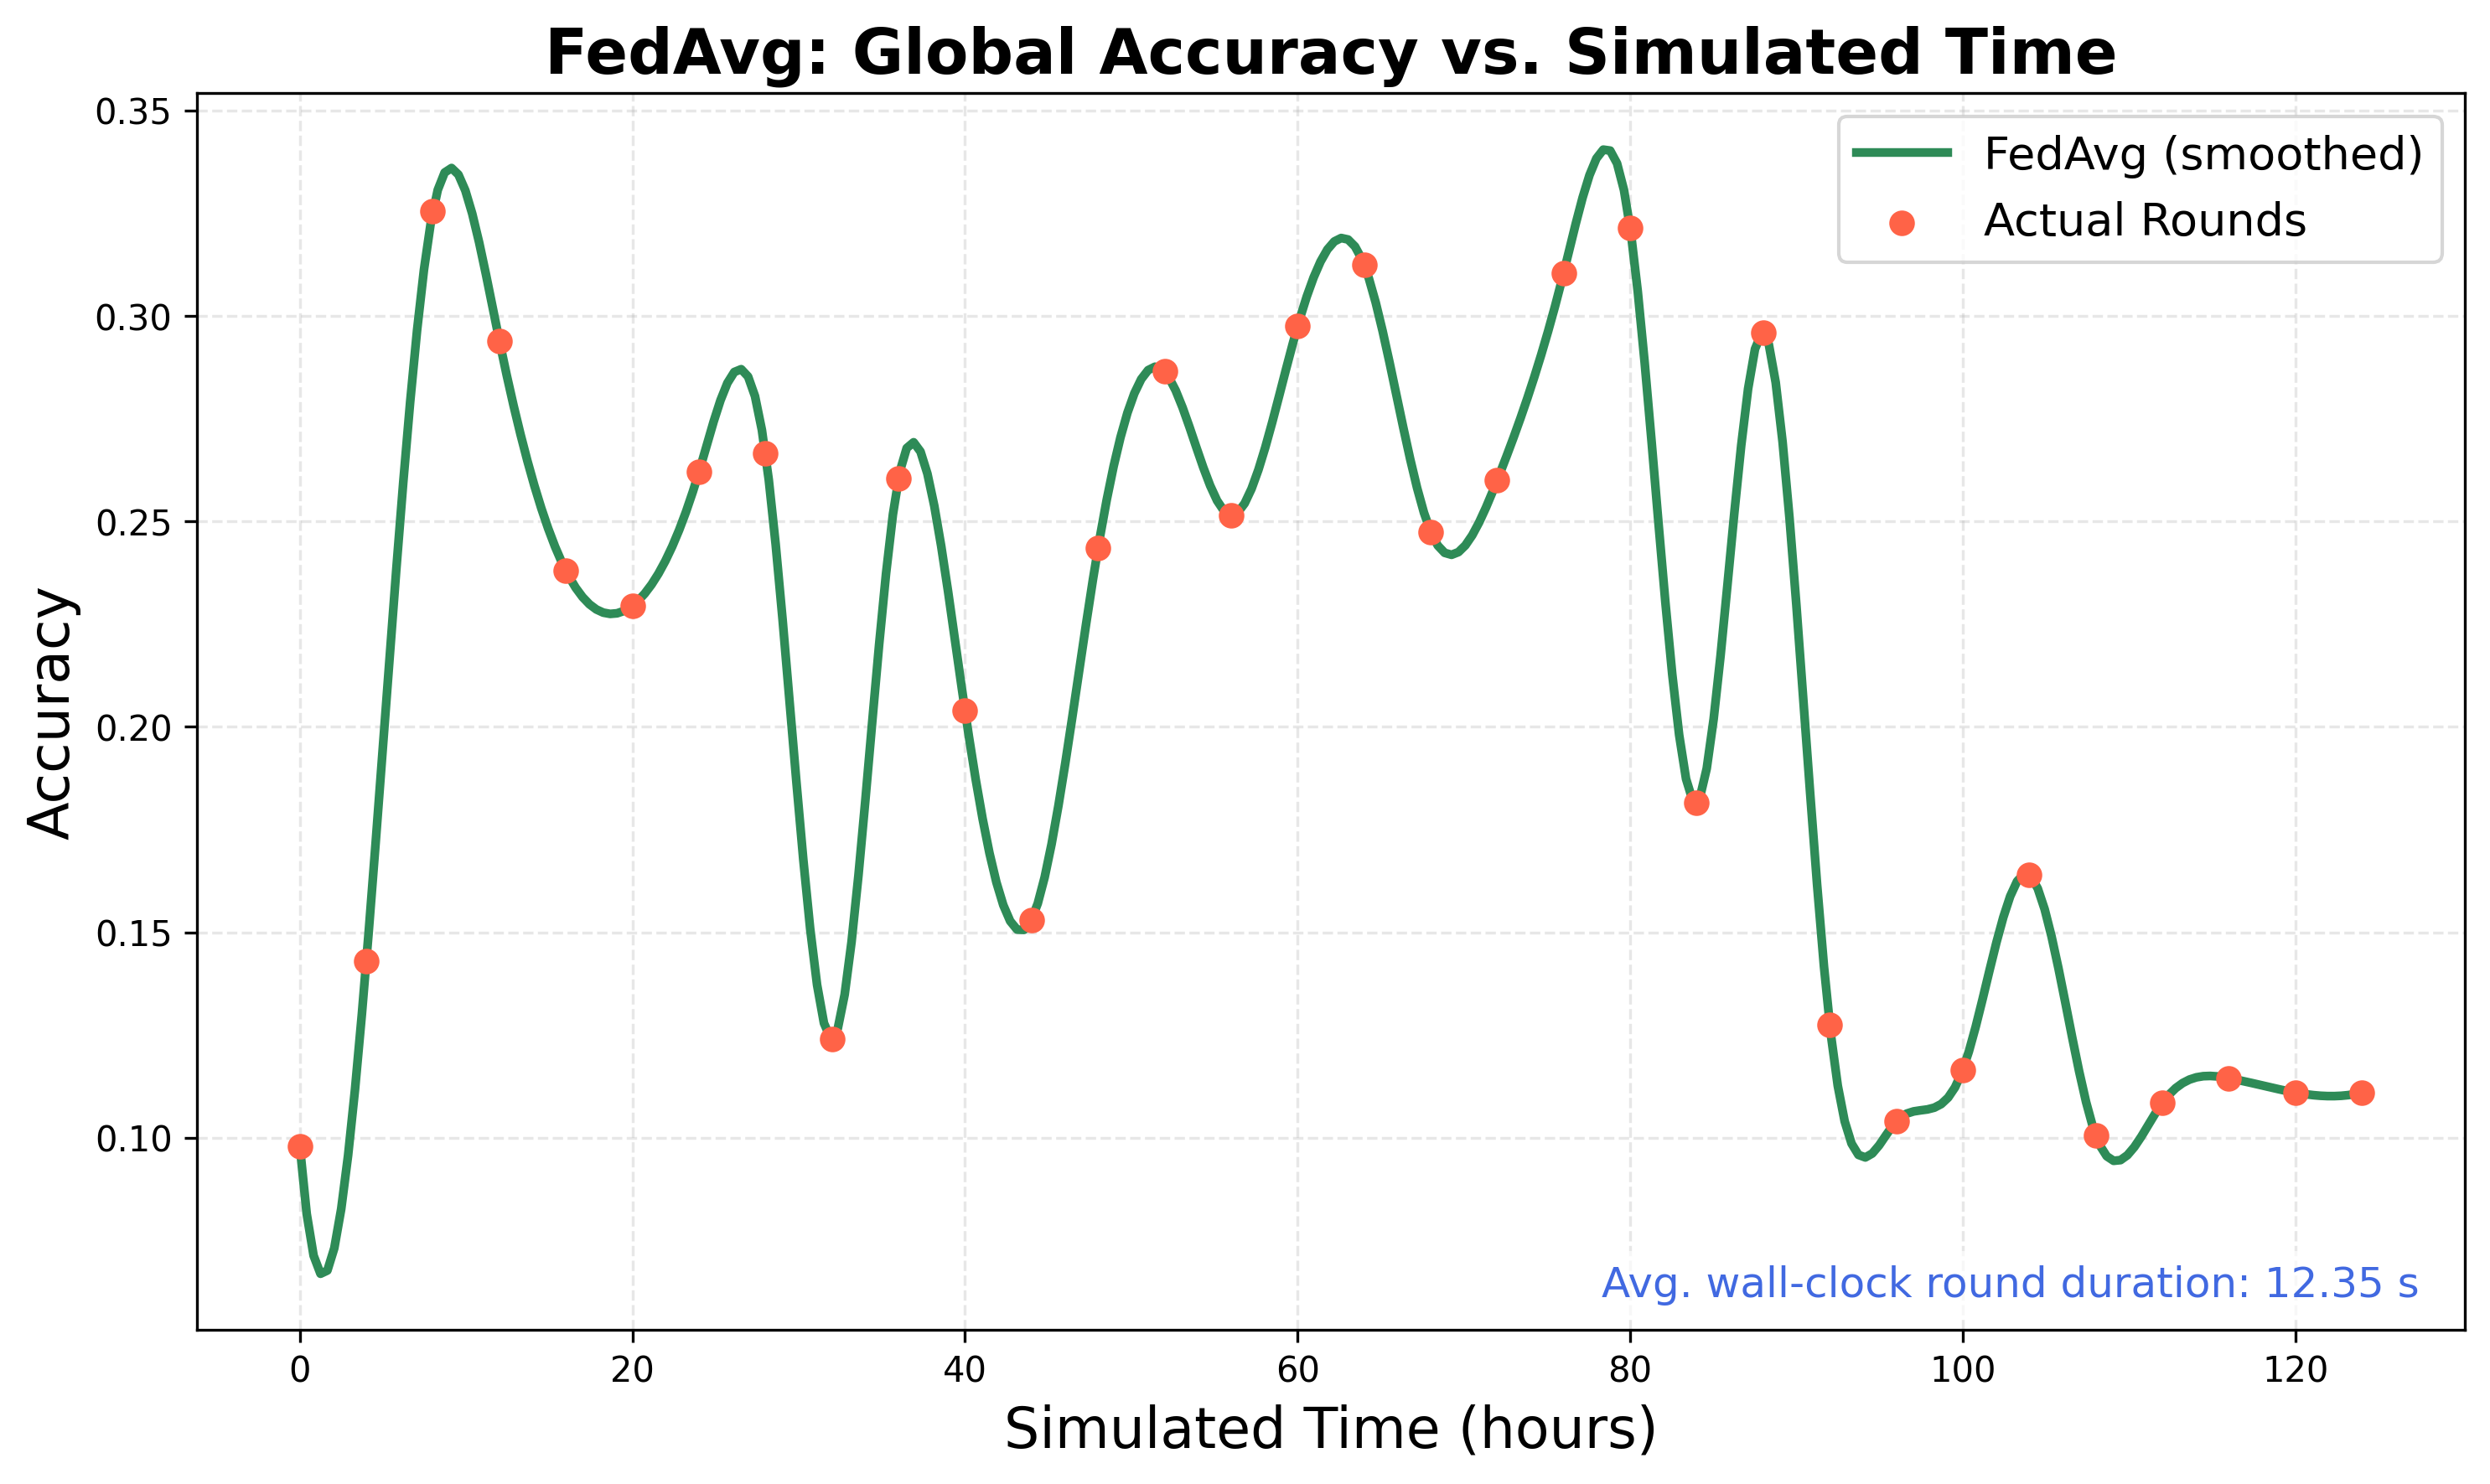 FedAvg: Global Accuracy vs. Simulated Time
0.35
0.30
0.25
0.20
0.15
0.10
Accuracy
FedAvg (smoothed)
Actual Rounds
Avg. wall-clock round duration: 12.35 s
0 20 40 60 80 100 120
Simulated Time (hours)